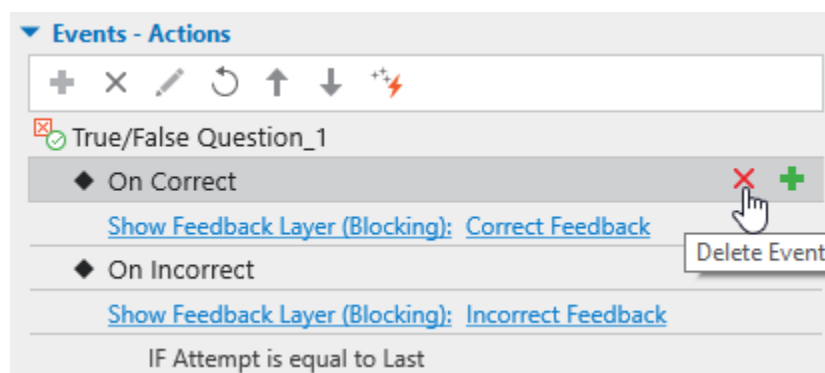 Events - Actions
True/False Question_1
On Correct
Show Feedback Layer (Blocking): Correct Feedback
Delete Event
On Incorrect
Show Feedback Layer (Blocking): Incorrect Feedback
IF Attempt is equal to Last